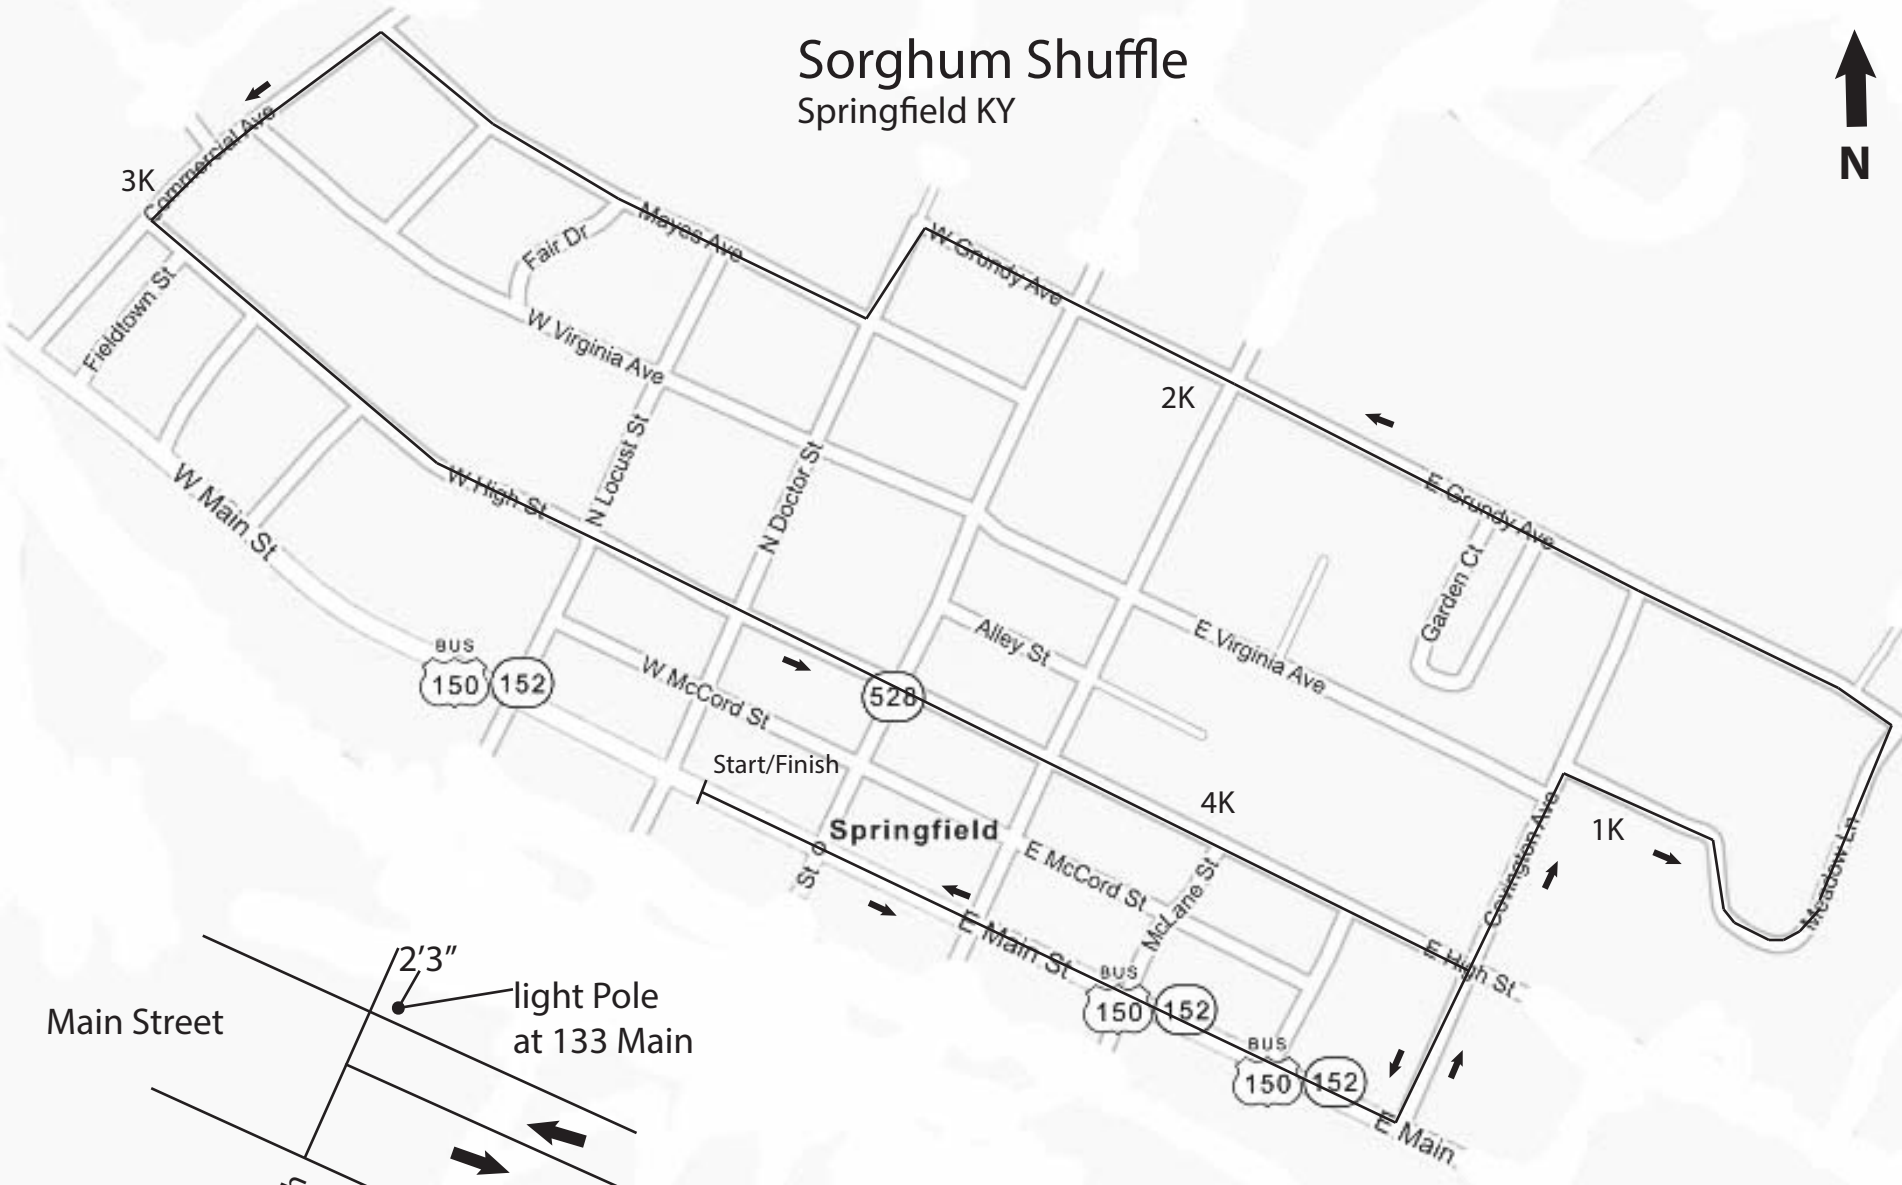 Sorghum Shuffle
Springfield KY
N
Commercial Ave
3K
Mayes Ave
W Grundy Ave
Fair Dr
Fieldtown St
W Virginia Ave
2K
E Grundy Ave
N Locust St
N Doctor St
W High St
W Main St
Garden Ct
Alley St
E Virginia Ave
BUS
150
152
W McCord St
528
Start/Finish
4K
Springfield
1K
Covington Ave
Meadow Ln
E McCord St
McLane St
St
E Main St
E High St
BUS
150
152
BUS
150
152
E Main
2'3"
light Pole
at 133 Main
Main Street